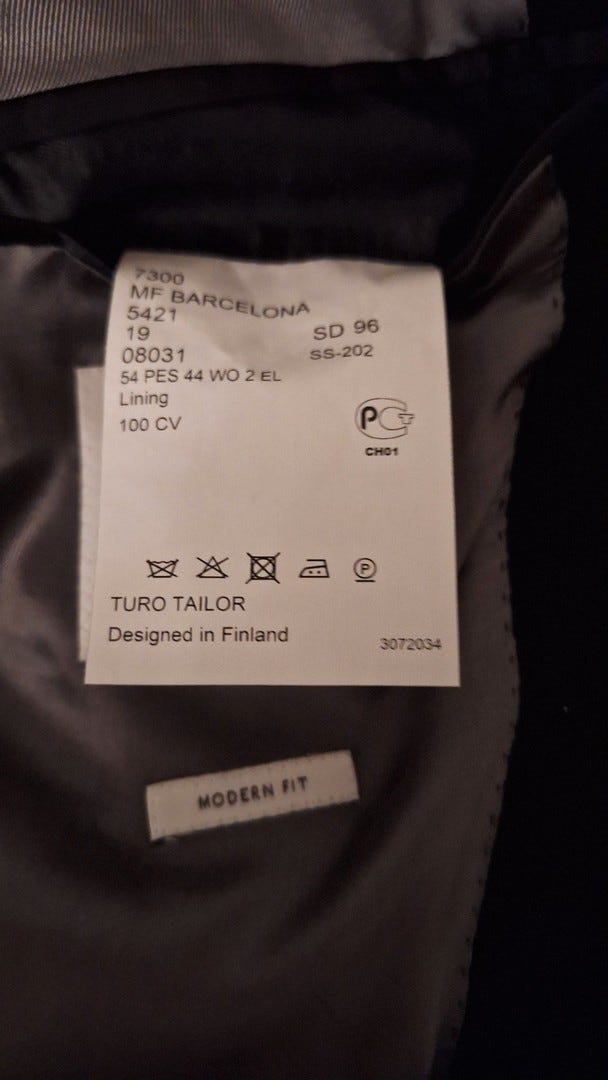 7300
MF BARCELONA
5421
19 SD 96
08031 SS-202
54 PES 44 WO 2 EL
Lining
100 CV
PCT
CH01
P
TURO TAILOR
Designed in Finland
3072034
MODERN FIT